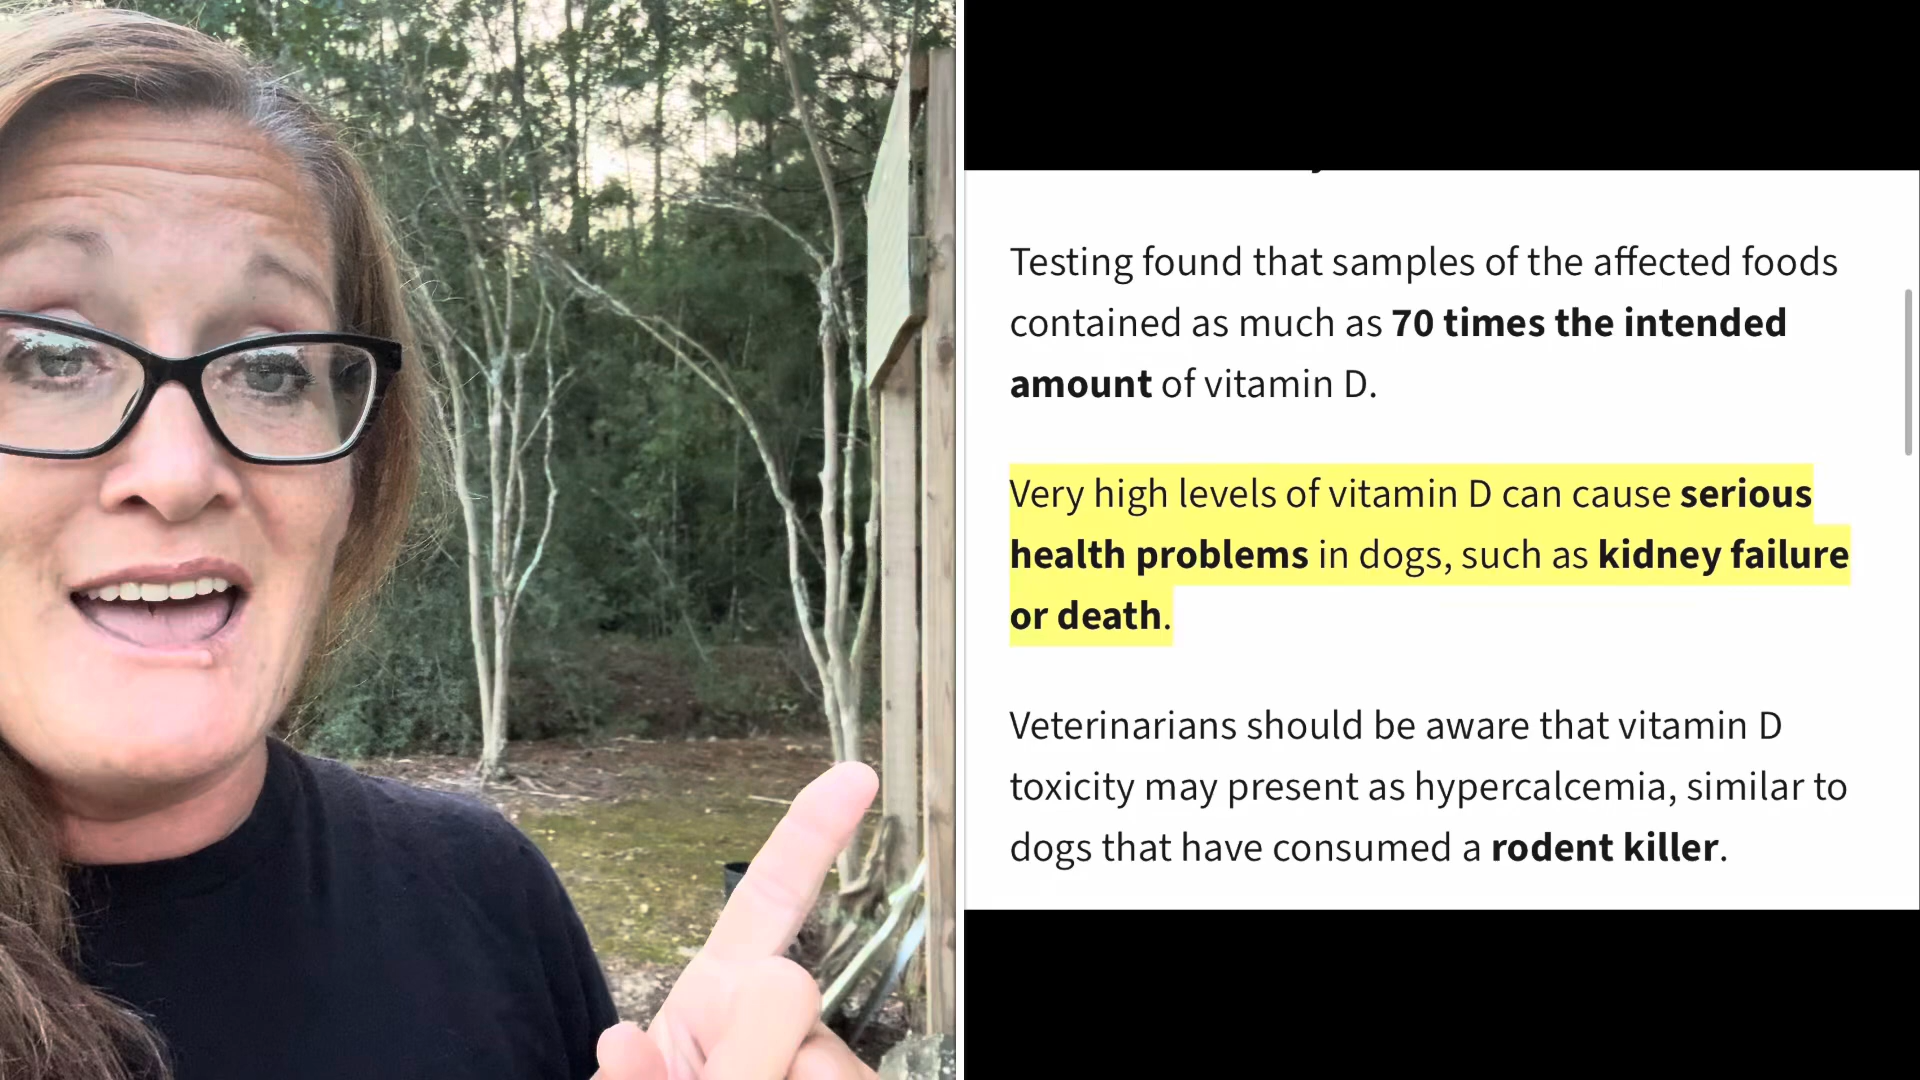 Testing found that samples of the affected foods
contained as much as 70 times the intended
amount of vitamin D.
Very high levels of vitamin D can cause serious
health problems in dogs, such as kidney failure
or death.
Veterinarians should be aware that vitamin D
toxicity may present as hypercalcemia, similar to
dogs that have consumed a rodent killer.